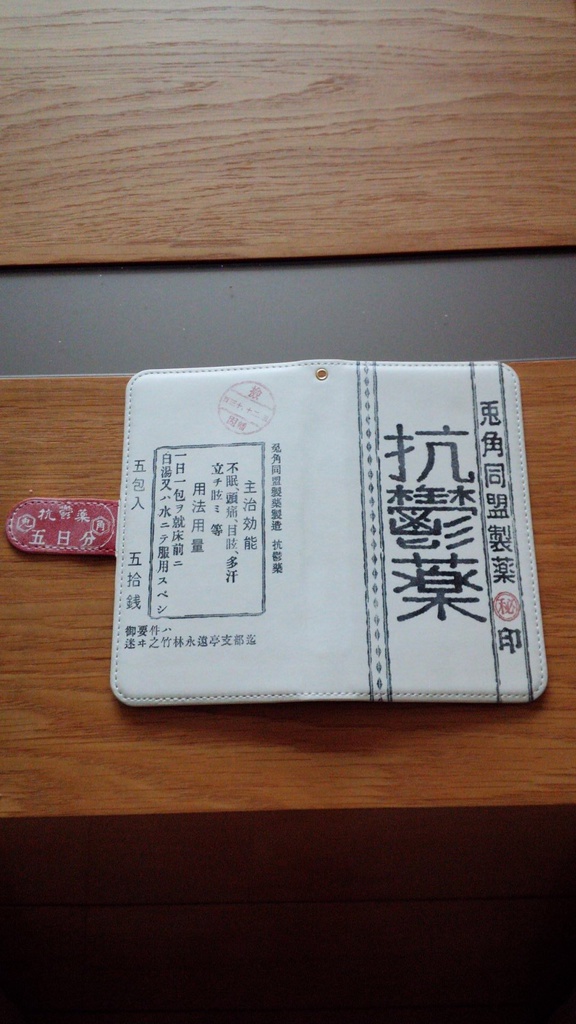 兎角同盟製薬 ㊙ 印
抗鬱薬
兎角同盟製薬製造 抗鬱薬
主治効能
不眠、頭痛、目眩、多汗
立チ眩ミ 等
用法用量
一日一包ヲ就床前ニ
白湯又ハ水ニテ服用スベシ
五包入 五拾銭
御要件ハ竹林永遠亭支部迄
抗鬱薬
角
五日分